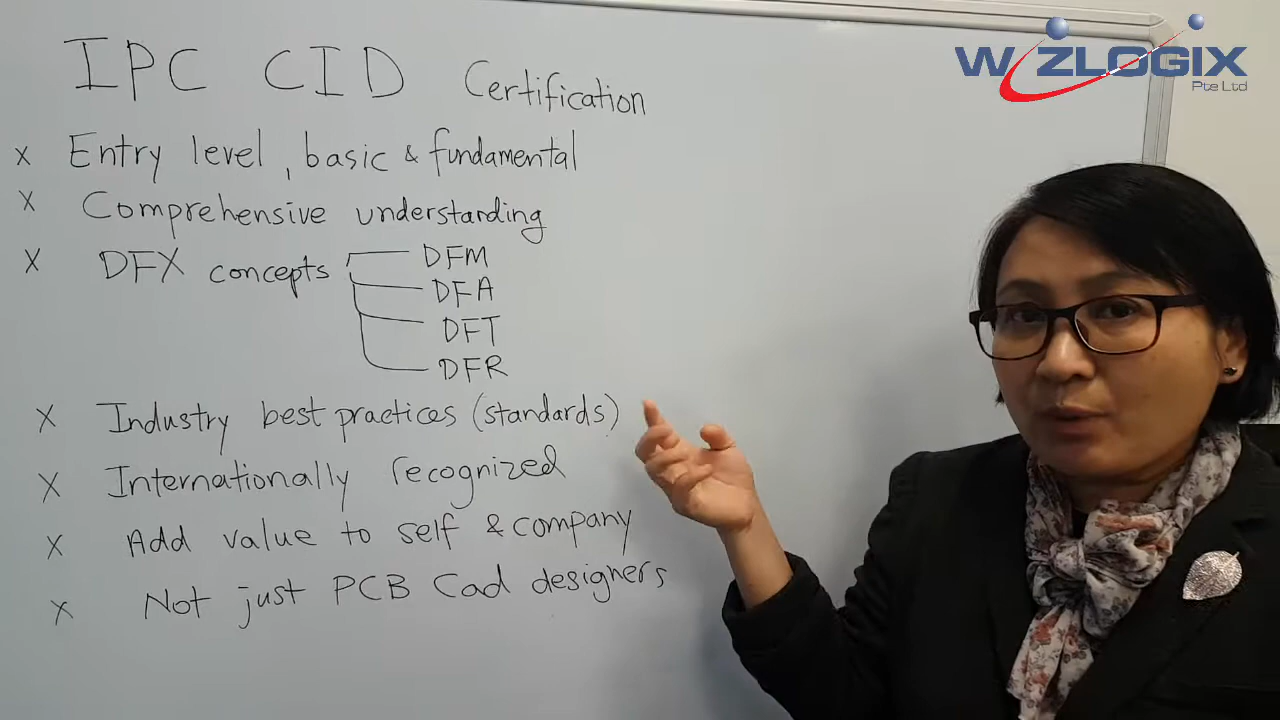 IPC CID Certification
WIZLOGIX
Pte Ltd
x Entry level, basic & fundamental
x Comprehensive understanding
x DFX concepts
DFM
DFA
DFT
DFR
x Industry best practices (standards)
x Internationally recognized
x Add value to self & company
x Not just PCB Cad designers